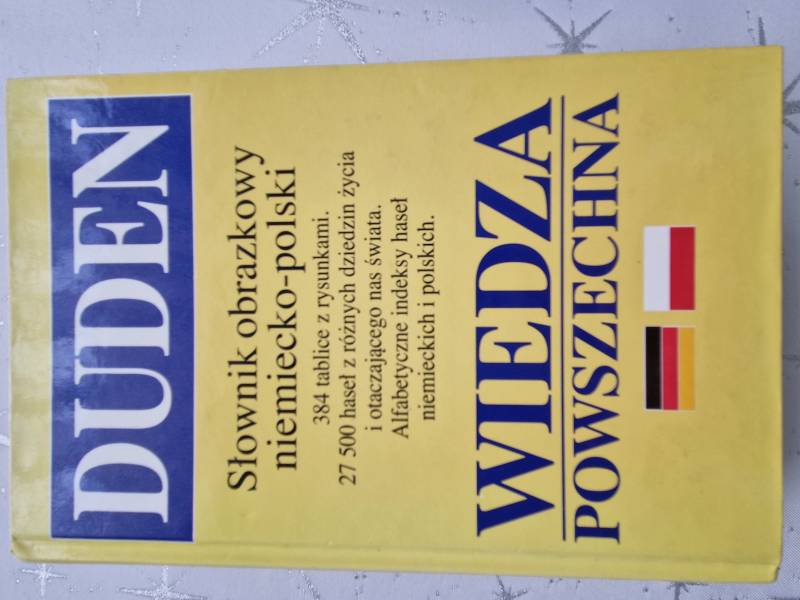 DUDEN
Słownik obrazkowy
niemiecko-polski
384 tablice z rysunkami.
27 500 haseł z różnych dziedzin życia
i otaczającego nas świata.
Alfabetyczne indeksy haseł
niemieckich i polskich.
WIEDZA
POWSZECHNA